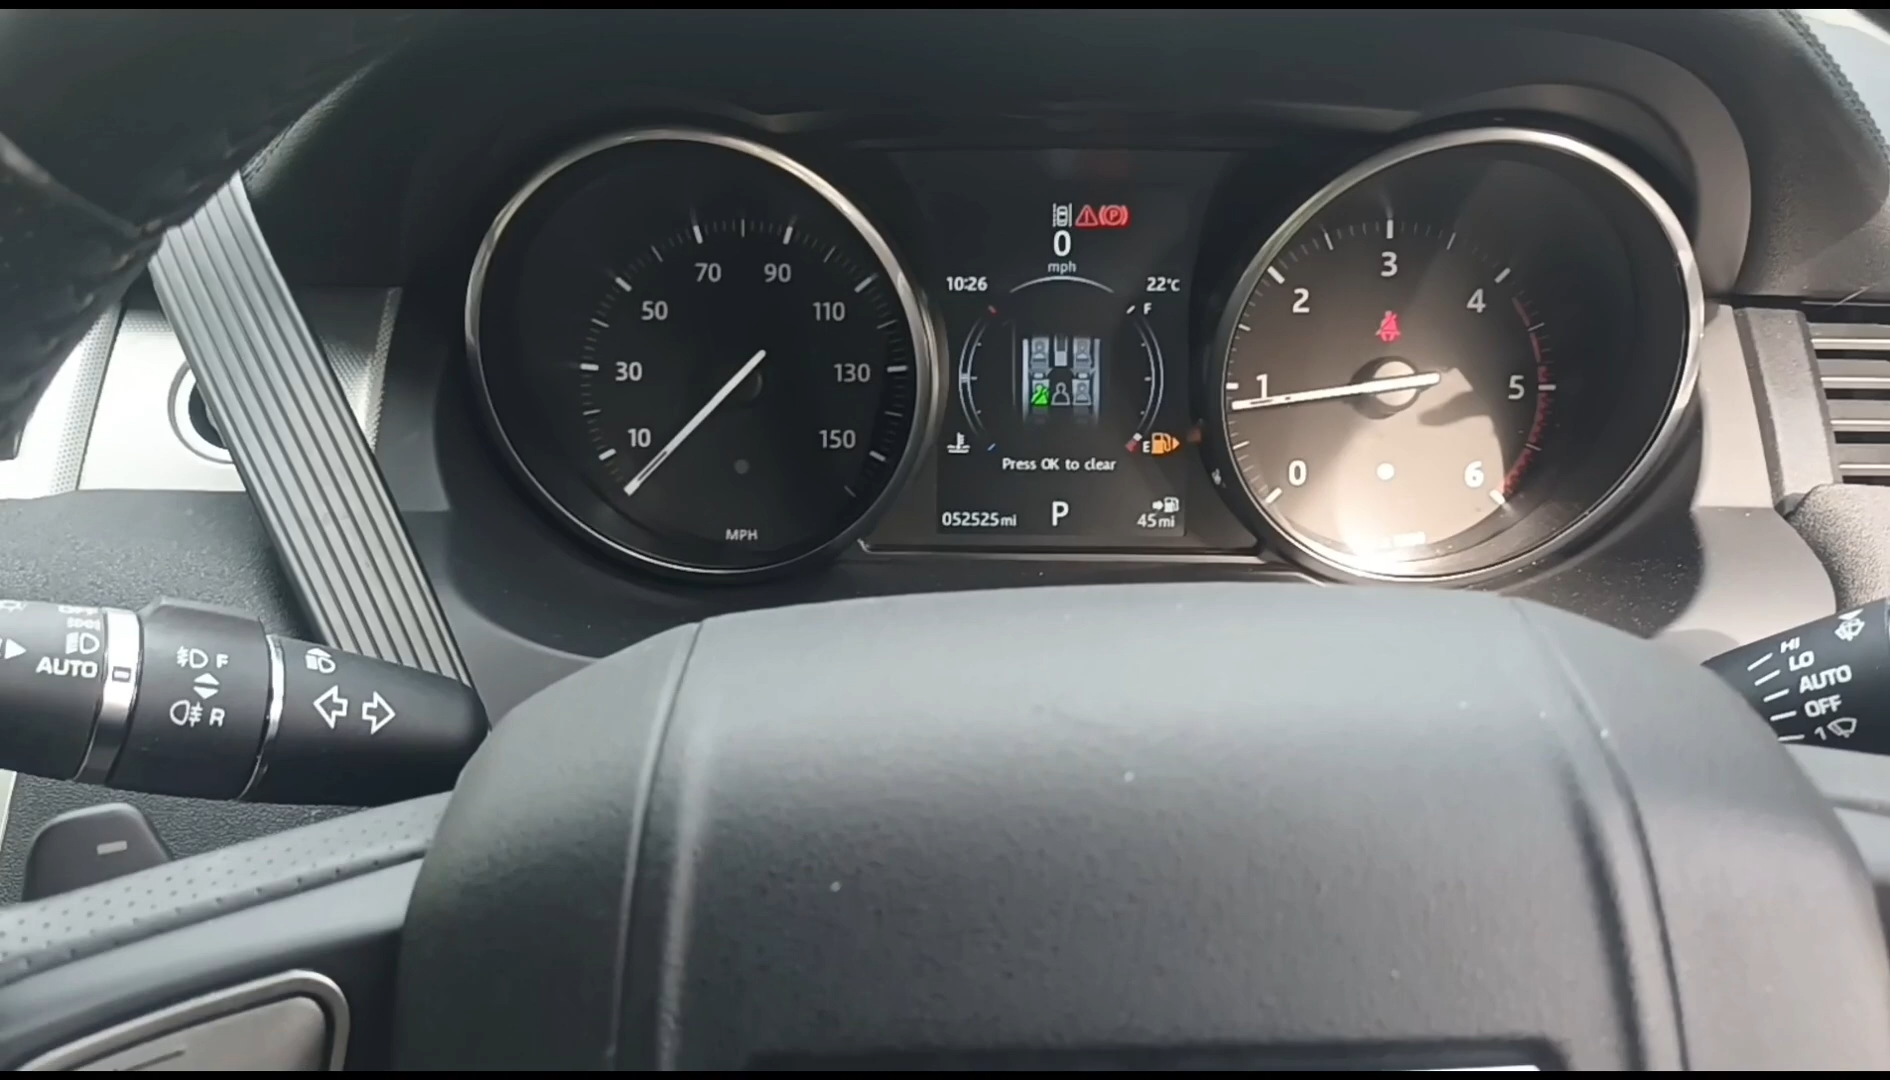 0
mph
10:26
22°C
F
E
Press OK to clear
052525mi
P
45mi
10
30
50
70
90
110
130
150
MPH
0
1
2
3
4
5
6
OFF
AUTO
F
R
HI
LO
AUTO
OFF
1